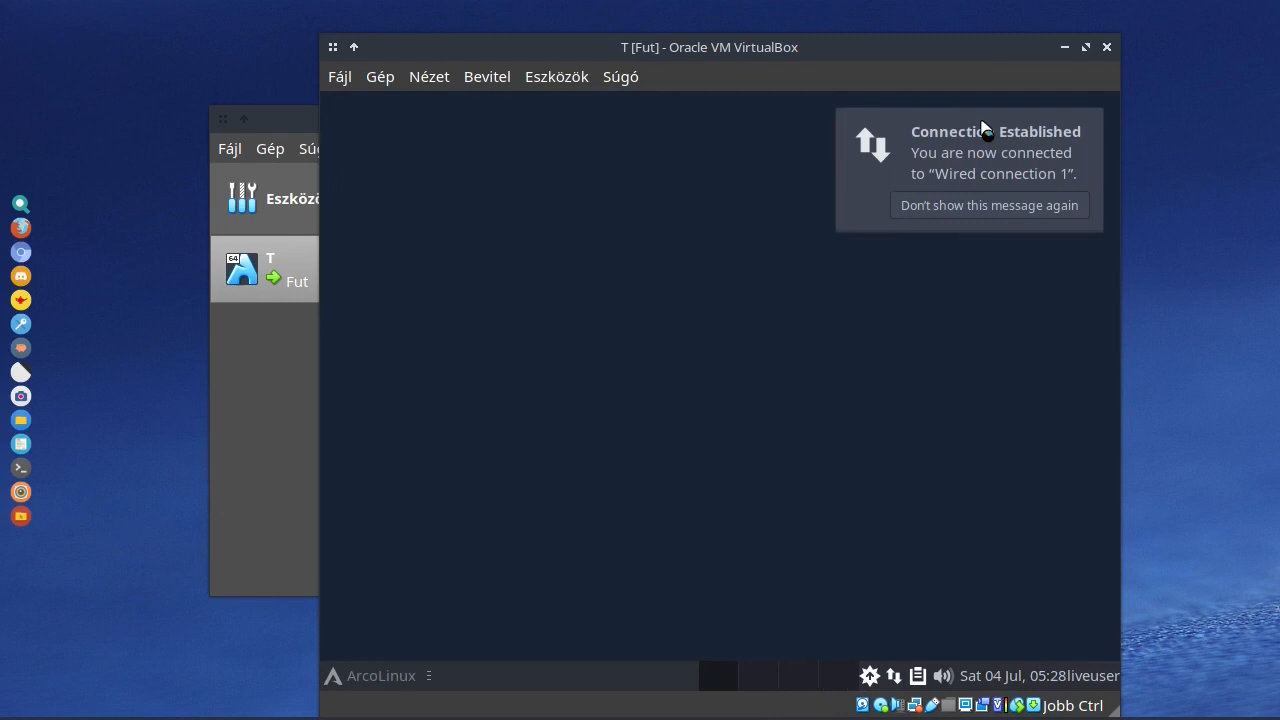 T [Fut] - Oracle VM VirtualBox
Fájl Gép Nézet Bevitel Eszközök Súgó
Connection Established
You are now connected
to “Wired connection 1”.
Don't show this message again
Fájl Gép
Eszközö
64
T
Fut
ArcoLinux
Sat 04 Jul, 05:28
liveuser
Jobb Ctrl